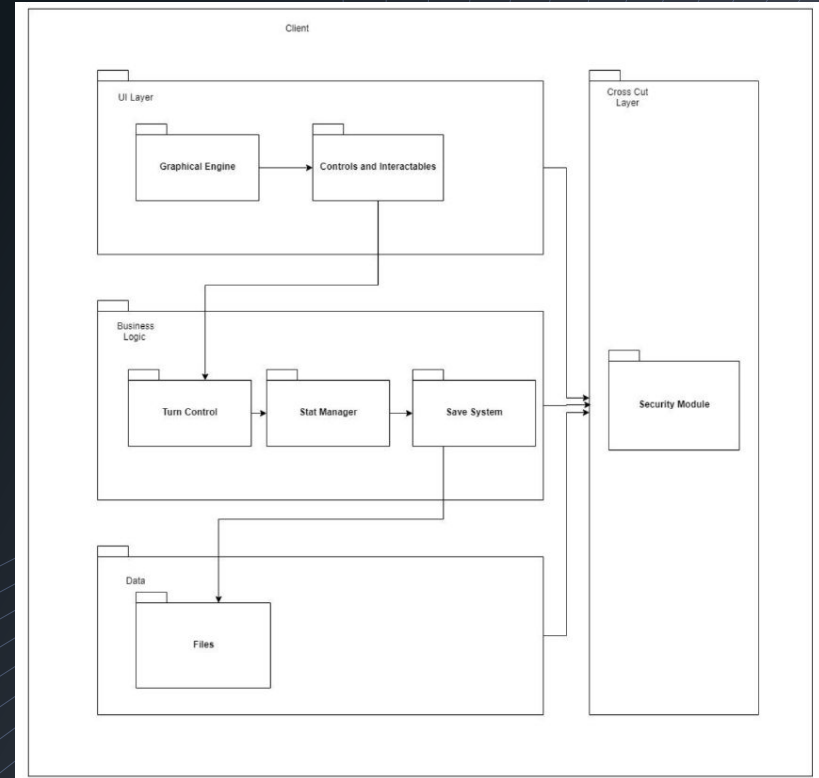 Client
UI Layer
Cross Cut
Layer
Graphical Engine
Controls and Interactables
Business
Logic
Turn Control
Stat Manager
Save System
Security Module
Data
Files